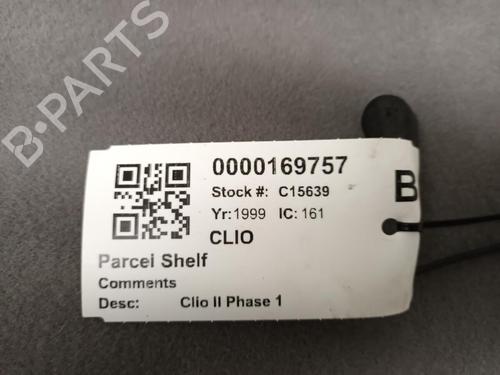 B-PARTS
0000169757
Stock #: C15639
Yr: 1999 IC: 161
CLIO
Parcel Shelf
Comments
Desc: Clio II Phase 1
B